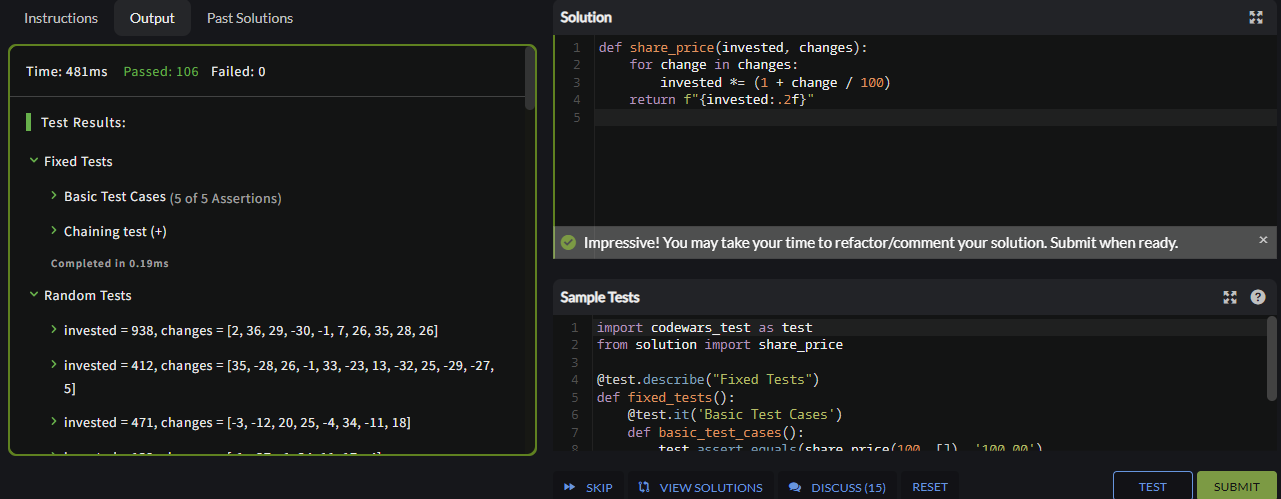 Instructions Output Past Solutions
Time: 481ms Passed: 106 Failed: 0
Test Results:
Fixed Tests
Basic Test Cases (5 of 5 Assertions)
Chaining test (+)
Completed in 0.19ms
Random Tests
invested = 938, changes = [2, 36, 29, -30, -1, 7, 26, 35, 28, 26]
invested = 412, changes = [35, -28, 26, -1, 33, -23, 13, -32, 25, -29, -27,
5]
invested = 471, changes = [-3, -12, 20, 25, -4, 34, -11, 18]
Solution
1 def share_price(invested, changes):
2     for change in changes:
3         invested *= (1 + change / 100)
4     return f"{invested:.2f}"
5
Impressive! You may take your time to refactor/comment your solution. Submit when ready. ×
Sample Tests ?
1 import codewars_test as test
2 from solution import share_price
3
4 @test.describe("Fixed Tests")
5 def fixed_tests():
6     @test.it('Basic Test Cases')
7     def basic_test_cases():
8         test.assert_equals(share_price(100, []), '100.00')
SKIP VIEW SOLUTIONS DISCUSS (15) RESET TEST SUBMIT